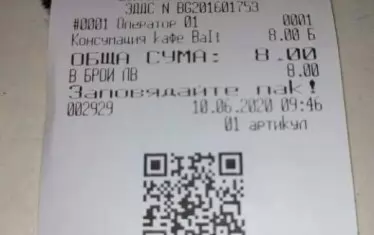 ЗДДС N BG201601753
#0001 Оператор 01 0001
Консумация кафе Balt 8.00 Б
ОБЩА СУМА: 8.00
В БРОЙ ЛВ 8.00
Заповядайте пак!
002929 10.06.2020 09:46
01 артикул